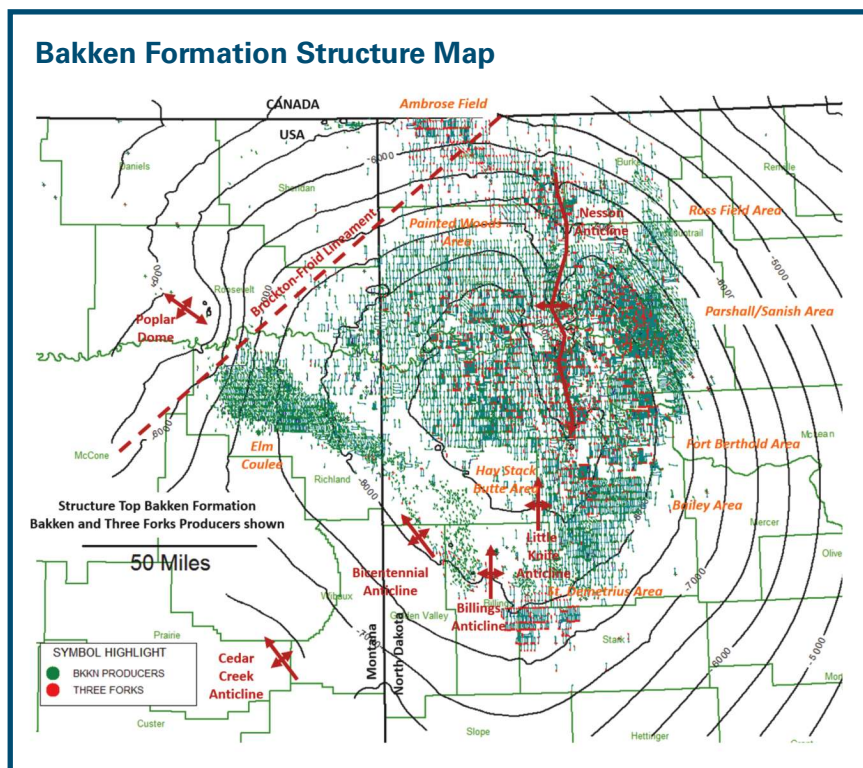 Bakken Formation Structure Map
CANADA
USA
Ambrose Field
Daniels
Sheridan
-6000
Burke
Renville
Ross Field Area
Nesson
Anticline
Painted Woods
Area
Mountrail
-5000
Brockton-Froid Lineament
Roosevelt
Poplar
Dome
Parshall/Sanish Area
McCone
-8000
Elm
Coulee
Richland
-8000
McLean
Fort Berthold Area
Hay Stack
Butte Area
Bailey Area
Mercer
Structure Top Bakken Formation
Bakken and Three Forks Producers shown
50 Miles
Little
Knife
Anticline
Bicentennial
Anticline
Billings
Anticline
St. Demetrius Area
-7000
Wibaux
Golden Valley
Prairie
Stark
-7000
-6000
-5000
Montana
North Dakota
Cedar
Creek
Anticline
SYMBOL HIGHLIGHT
BKKN PRODUCERS
THREE FORKS
Custer
Slope
Hettinger